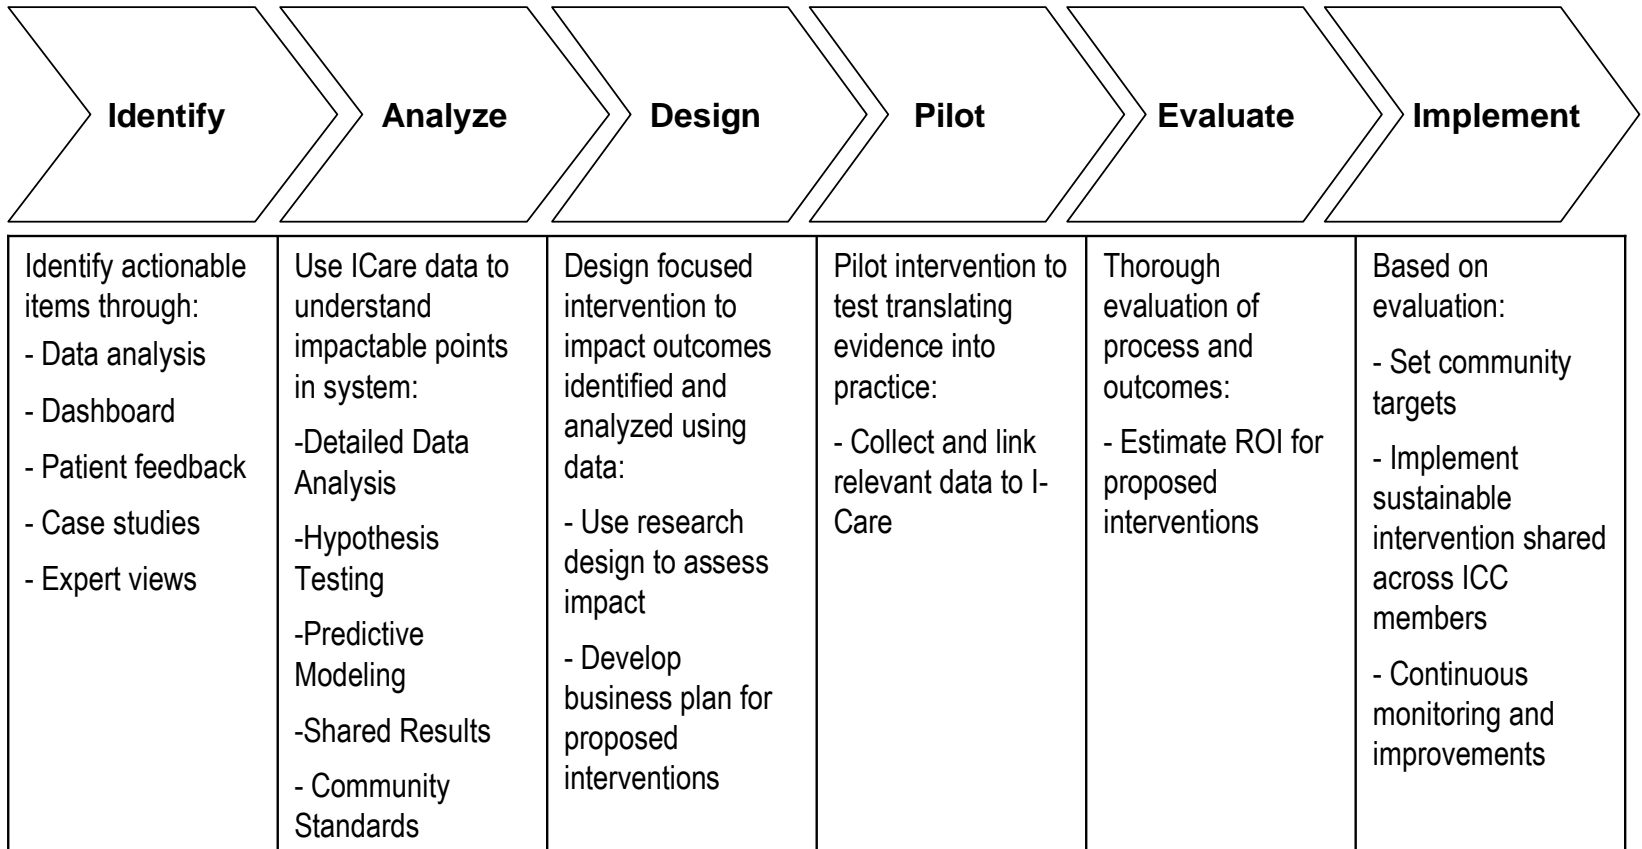 Identify
Analyze
Design
Pilot
Evaluate
Implement
Identify actionable
items through:
- Data analysis
- Dashboard
- Patient feedback
- Case studies
- Expert views
Use ICare data to
understand
impactable points
in system:
-Detailed Data
Analysis
-Hypothesis
Testing
-Predictive
Modeling
-Shared Results
- Community
Standards
Design focused
intervention to
impact outcomes
identified and
analyzed using
data:
- Use research
design to assess
impact
- Develop
business plan for
proposed
interventions
Pilot intervention to
test translating
evidence into
practice:
- Collect and link
relevant data to I-
Care
Thorough
evaluation of
process and
outcomes:
- Estimate ROI for
proposed
interventions
Based on
evaluation:
- Set community
targets
- Implement
sustainable
intervention shared
across ICC
members
- Continuous
monitoring and
improvements